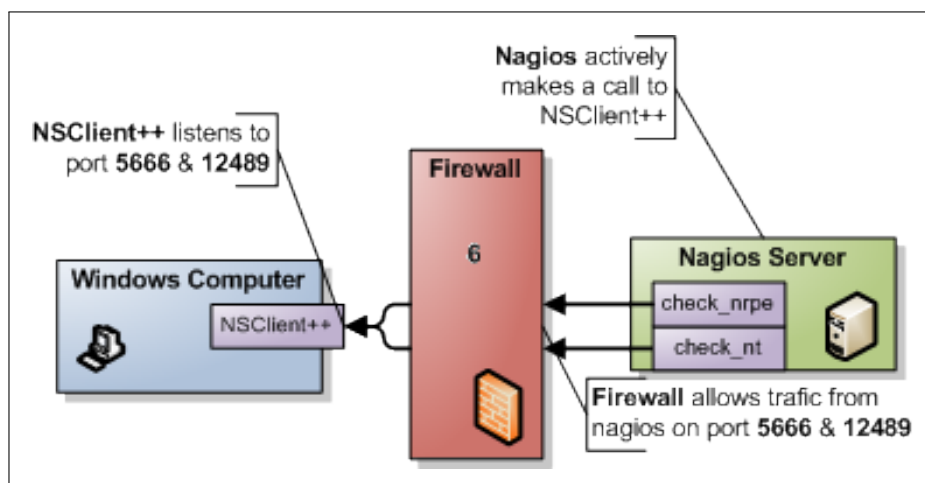 Nagios actively
makes a call to
NSClient++
NSClient++ listens to
port 5666 & 12489
Firewall
6
Windows Computer
NSClient++
Nagios Server
check_nrpe
check_nt
Firewall allows trafic from
nagios on port 5666 & 12489